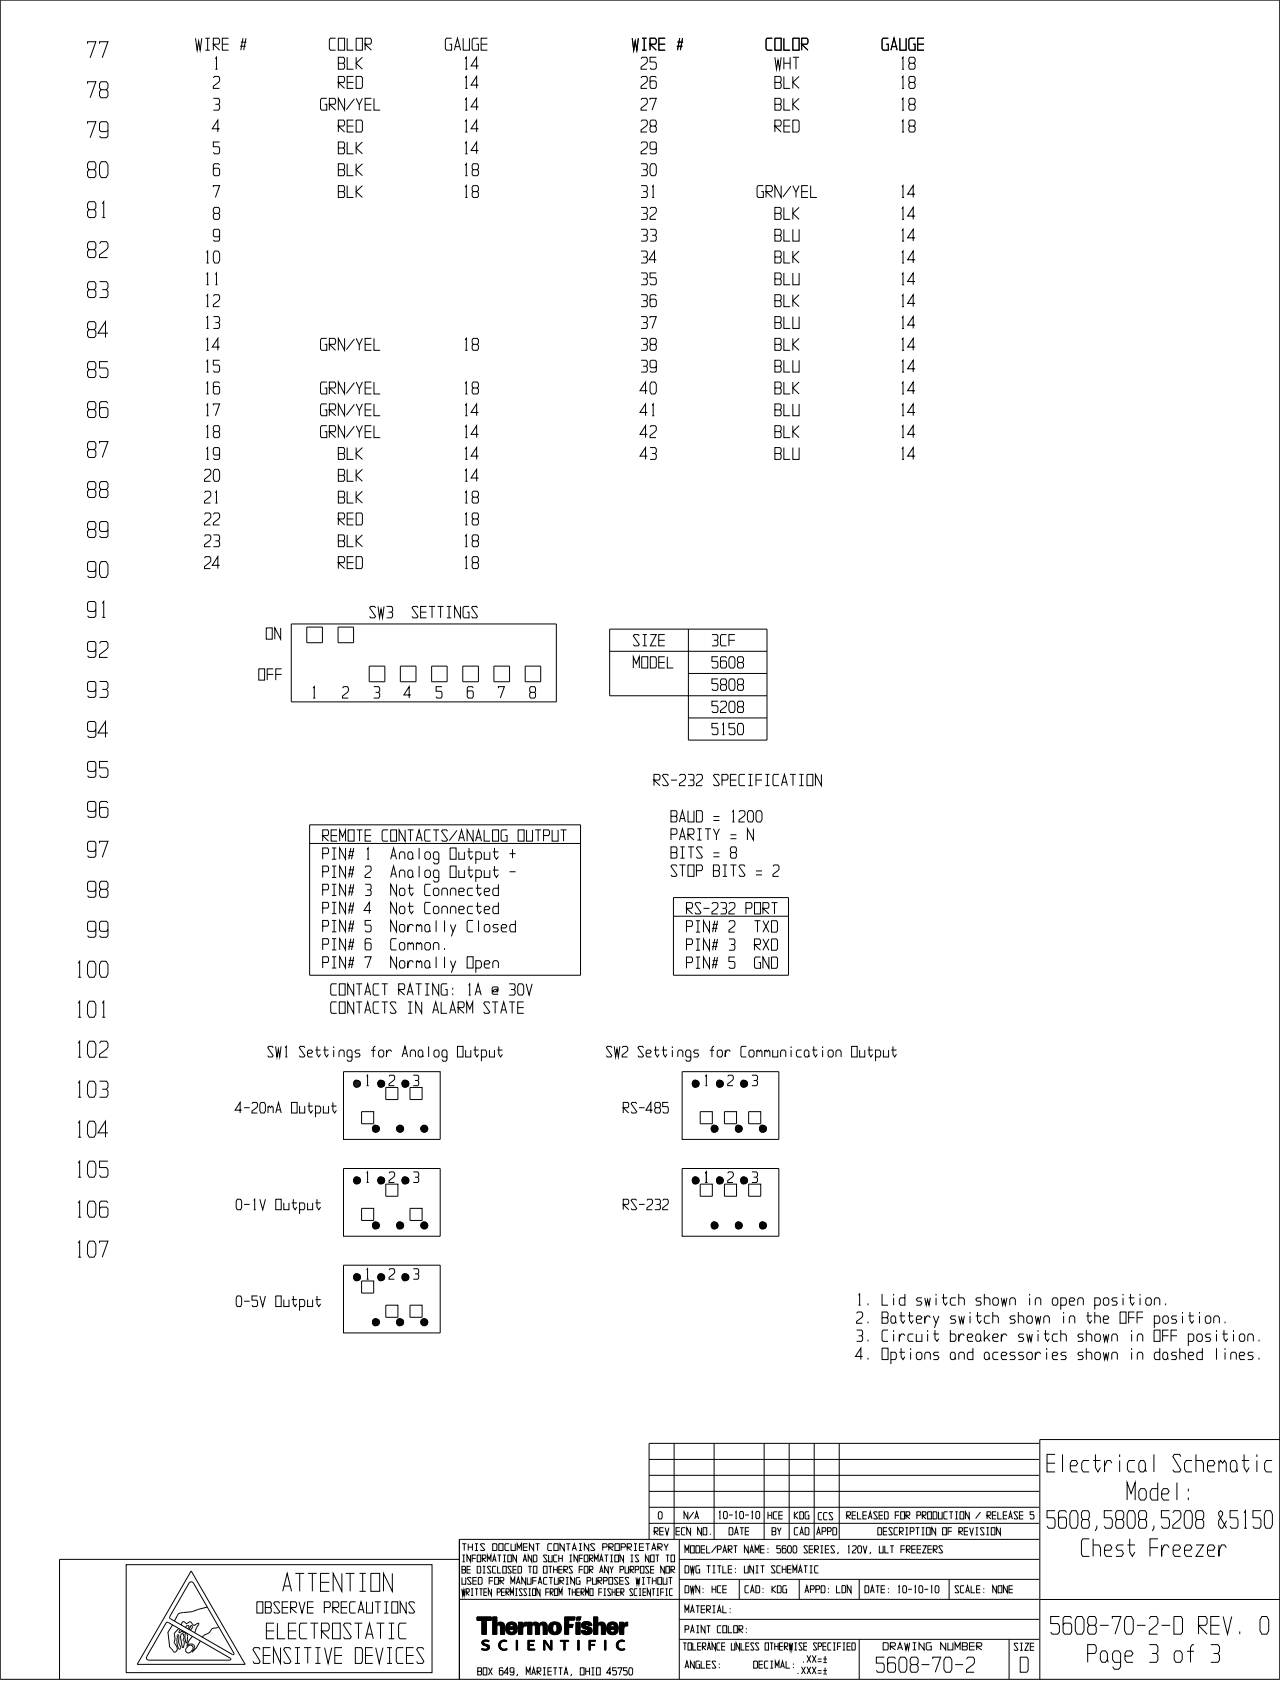 77
78
79
80
81
82
83
84
85
86
87
88
89
90
91
92
93
94
95
96
97
98
99
100
101
102
103
104
105
106
107
WIRE # COLOR GAUGE
1 BLK 14
2 RED 14
3 GRN/YEL 14
4 RED 14
5 BLK 14
6 BLK 18
7 BLK 18
8
9
10
11
12
13
14 GRN/YEL 18
15
16 GRN/YEL 18
17 GRN/YEL 14
18 GRN/YEL 14
19 BLK 14
20 BLK 14
21 BLK 18
22 RED 18
23 BLK 18
24 RED 18
WIRE # COLOR GAUGE
25 WHT 18
26 BLK 18
27 BLK 18
28 RED 18
29
30
31 GRN/YEL 14
32 BLK 14
33 BLU 14
34 BLK 14
35 BLU 14
36 BLK 14
37 BLU 14
38 BLK 14
39 BLU 14
40 BLK 14
41 BLU 14
42 BLK 14
43 BLU 14
SW3 SETTINGS
ON
OFF
1 2 3 4 5 6 7 8
SIZE 3CF
MODEL 5608
5808
5208
5150
RS-232 SPECIFICATION
BAUD = 1200
PARITY = N
BITS = 8
STOP BITS = 2
REMOTE CONTACTS/ANALOG OUTPUT
PIN# 1 Analog Output +
PIN# 2 Analog Output -
PIN# 3 Not Connected
PIN# 4 Not Connected
PIN# 5 Normally Closed
PIN# 6 Common.
PIN# 7 Normally Open
CONTACT RATING: 1A @ 30V
CONTACTS IN ALARM STATE
RS-232 PORT
PIN# 2 TXD
PIN# 3 RXD
PIN# 5 GND
SW1 Settings for Analog Output
4-20mA Output
1 2 3
0-1V Output
1 2 3
0-5V Output
1 2 3
SW2 Settings for Communication Output
RS-485
1 2 3
RS-232
1 2 3
1. Lid switch shown in open position.
2. Battery switch shown in the OFF position.
3. Circuit breaker switch shown in OFF position.
4. Options and acessories shown in dashed lines.
0 N/A 10-10-10 HCE KDG CCS RELEASED FOR PRODUCTION / RELEASE 5
REV ECN NO. DATE BY CAD APPD DESCRIPTION OF REVISION
Electrical Schematic
Model:
5608,5808,5208 &5150
Chest Freezer
THIS DOCUMENT CONTAINS PROPRIETARY
INFORMATION AND SUCH INFORMATION IS NOT TO
BE DISCLOSED TO OTHERS FOR ANY PURPOSE NOR
USED FOR MANUFACTURING PURPOSES WITHOUT
WRITTEN PERMISSION FROM THERMO FISHER SCIENTIFIC
MODEL/PART NAME: 5600 SERIES, 120V, ULT FREEZERS
DWG TITLE: UNIT SCHEMATIC
DWN: HCE CAD: KDG APPD: LDN DATE: 10-10-10 SCALE: NONE
MATERIAL:
PAINT COLOR:
TOLERANCE UNLESS OTHERWISE SPECIFIED
ANGLES: DECIMAL: .XX=±
.XXX=±
DRAWING NUMBER
5608-70-2
SIZE
D
5608-70-2-D REV. 0
Page 3 of 3
ThermoFisher
SCIENTIFIC
BOX 649, MARIETTA, OHIO 45750
ATTENTION
OBSERVE PRECAUTIONS
ELECTROSTATIC
SENSITIVE DEVICES